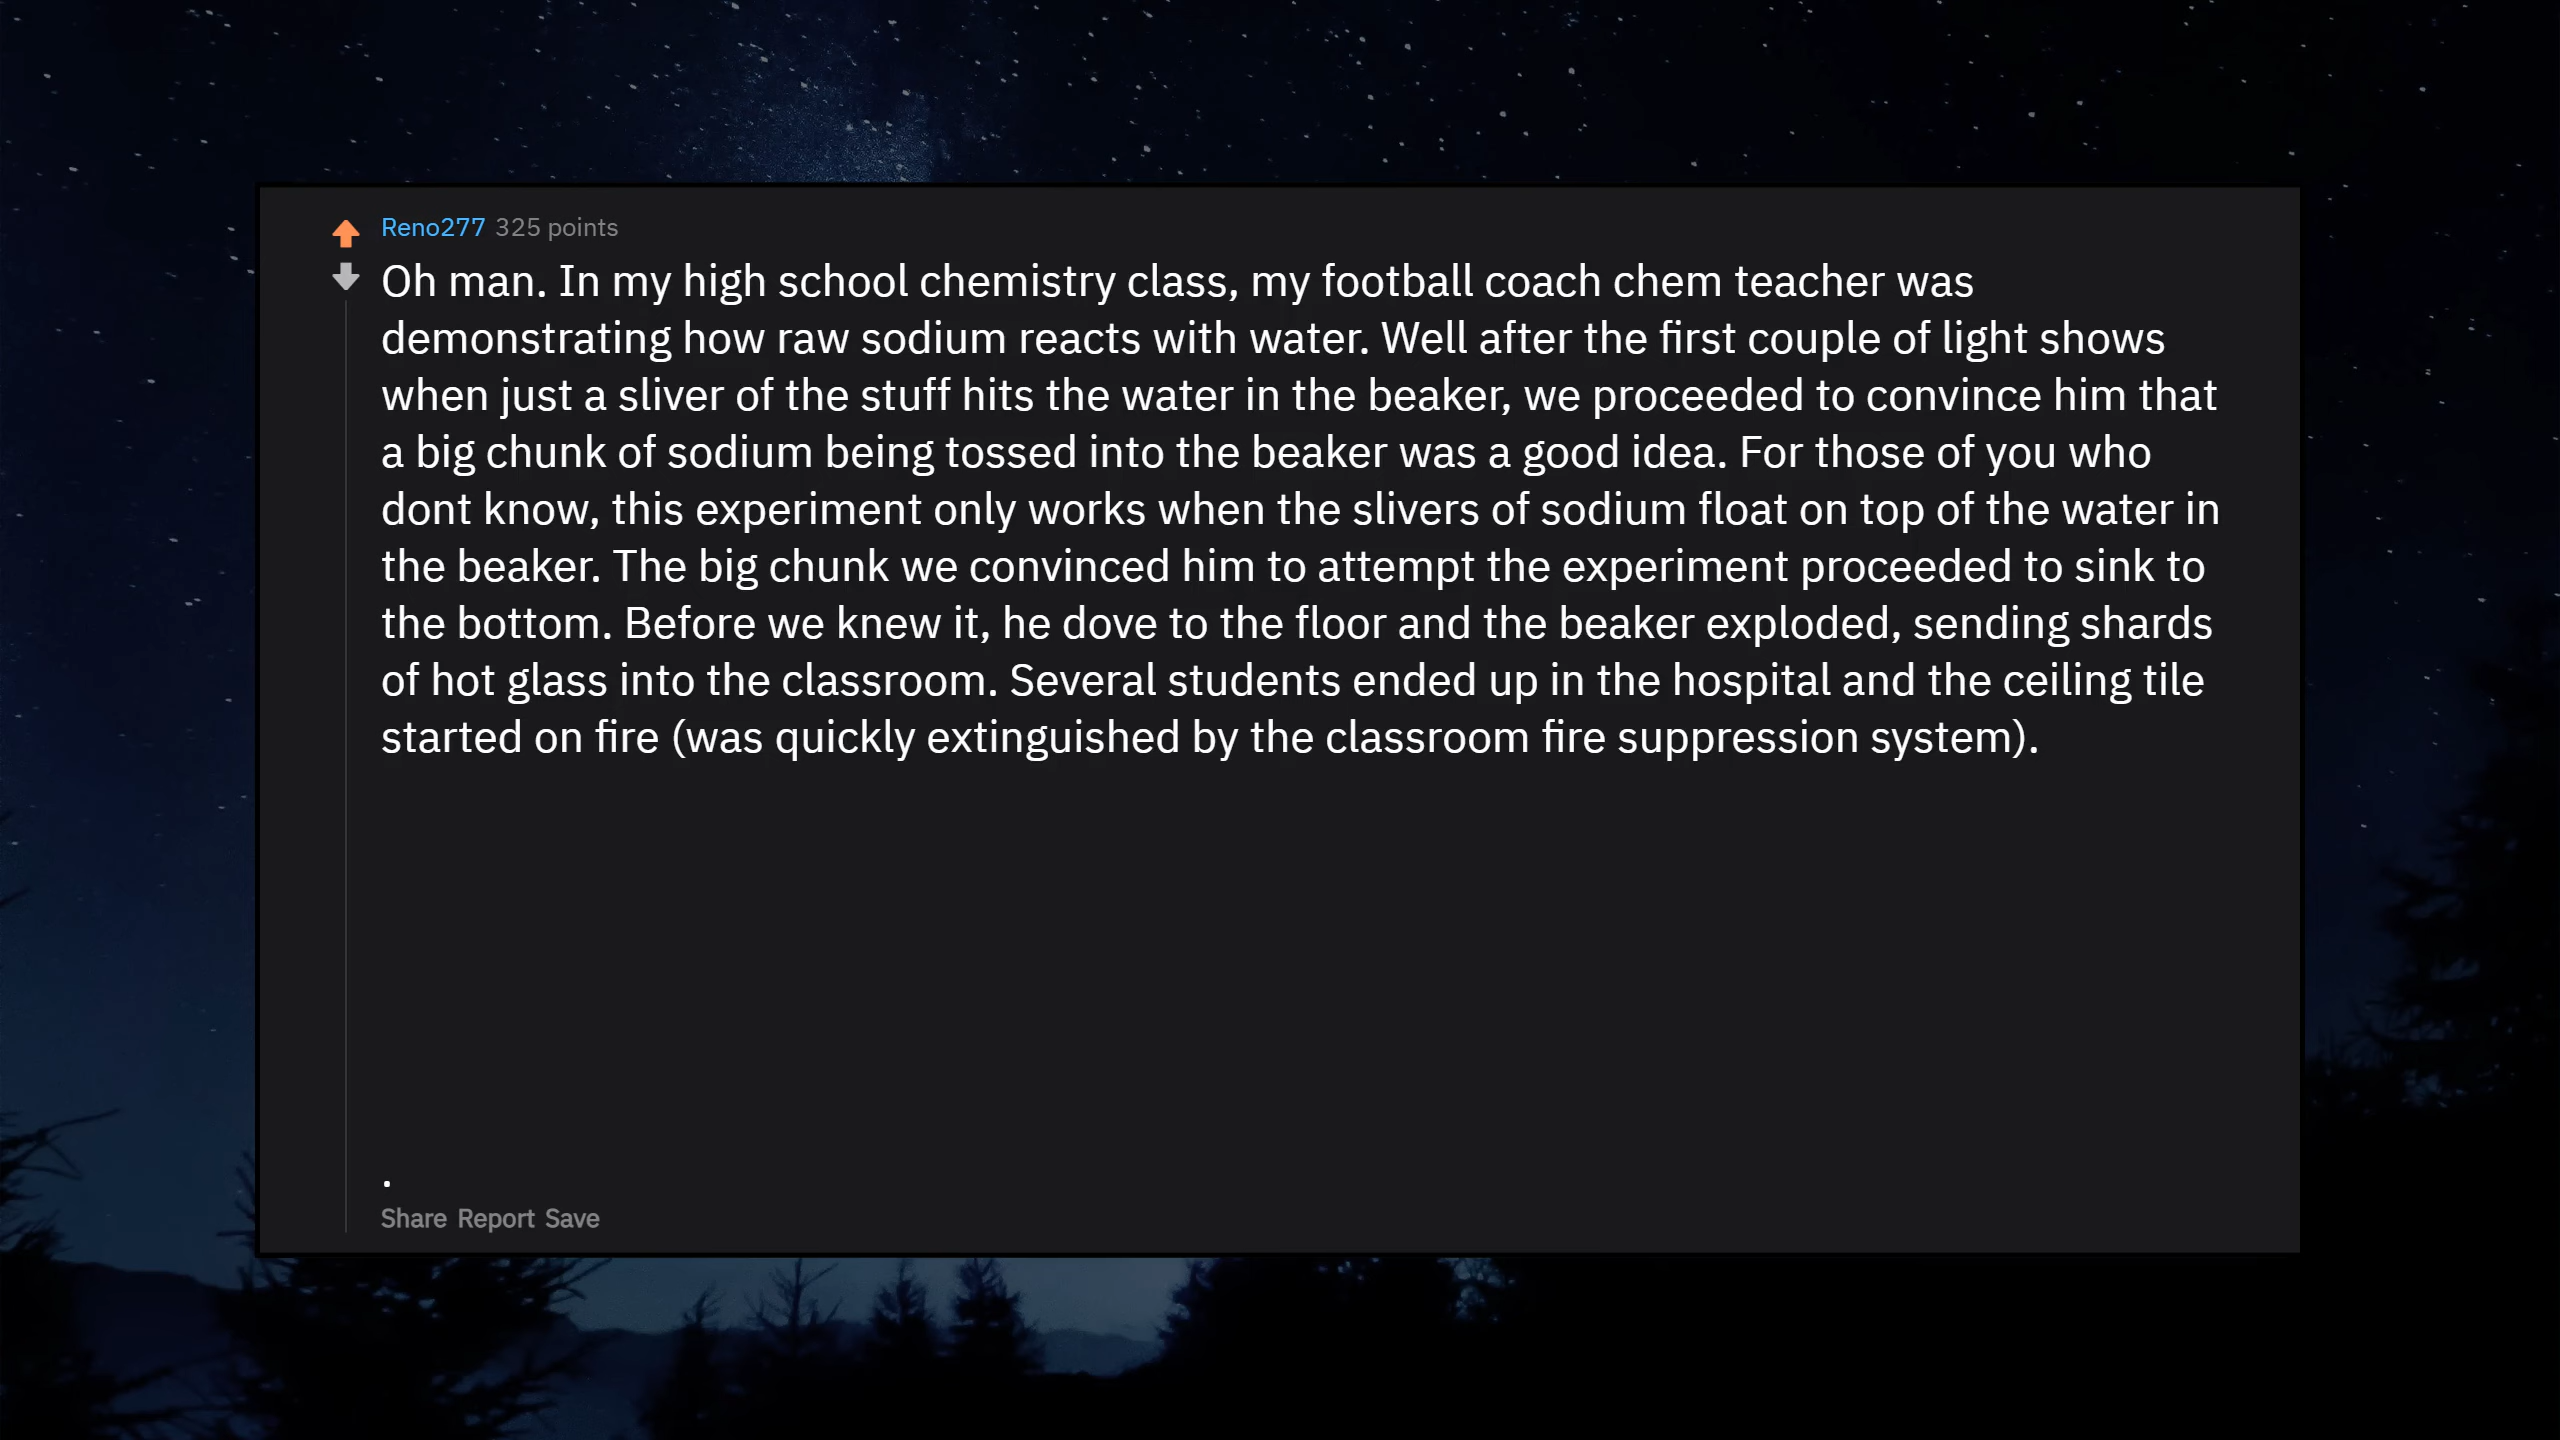 Reno277 325 points
Oh man. In my high school chemistry class, my football coach chem teacher was
demonstrating how raw sodium reacts with water. Well after the first couple of light shows
when just a sliver of the stuff hits the water in the beaker, we proceeded to convince him that
a big chunk of sodium being tossed into the beaker was a good idea. For those of you who
dont know, this experiment only works when the slivers of sodium float on top of the water in
the beaker. The big chunk we convinced him to attempt the experiment proceeded to sink to
the bottom. Before we knew it, he dove to the floor and the beaker exploded, sending shards
of hot glass into the classroom. Several students ended up in the hospital and the ceiling tile
started on fire (was quickly extinguished by the classroom fire suppression system).
.
Share Report Save